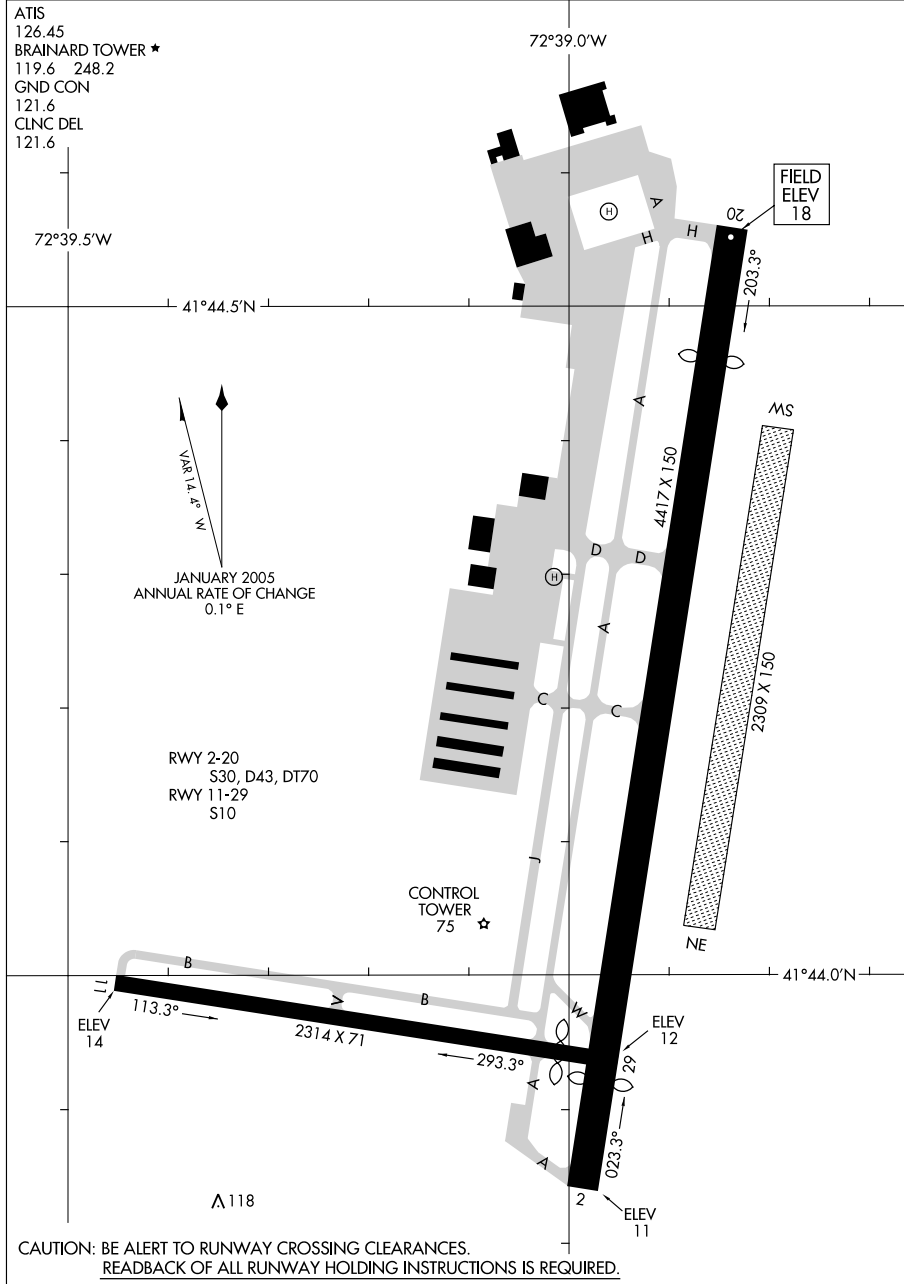 ATIS
126.45
BRAINARD TOWER ★
119.6 248.2
GND CON
121.6
CLNC DEL
121.6
72°39.0'W
FIELD
ELEV
18
72°39.5'W
H
A
20
H
H
203.3°
41°44.5'N
A
SW
VAR 14.4° W
4417 X 150
D
D
JANUARY 2005
ANNUAL RATE OF CHANGE
0.1° E
H
A
2309 X 150
C
C
RWY 2-20
S30, D43, DT70
RWY 11-29
S10
J
CONTROL
TOWER
75
NE
B
41°44.0'N
11
113.3°
V
B
W
ELEV
14
2314 X 71
ELEV
12
293.3°
29
A
023.3°
A
118
2
ELEV
11
CAUTION: BE ALERT TO RUNWAY CROSSING CLEARANCES.
READBACK OF ALL RUNWAY HOLDING INSTRUCTIONS IS REQUIRED.